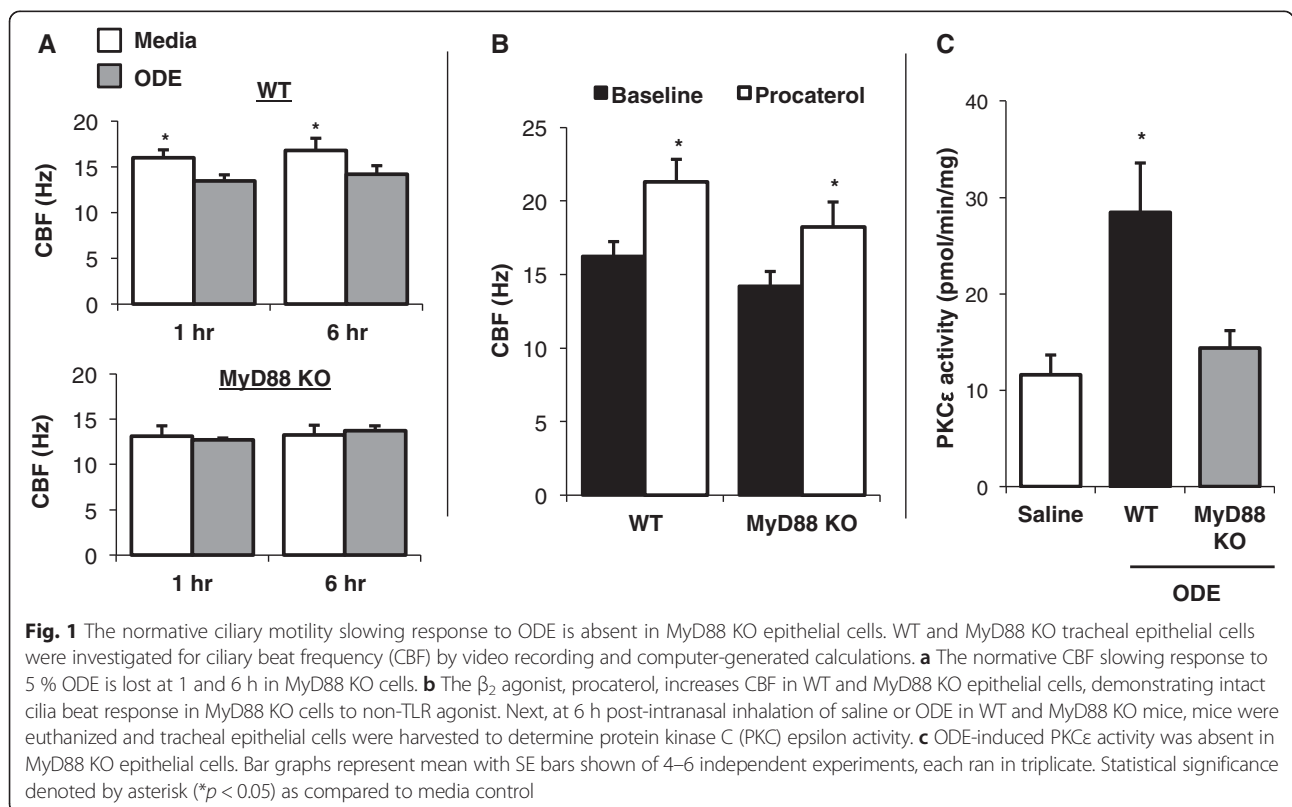 A
Media
ODE
WT
* *
20
15
10
5
0
CBF (Hz)
1 hr 6 hr
MyD88 KO
20
15
10
5
0
CBF (Hz)
1 hr 6 hr
B
Baseline Procaterol
25
20
15
10
5
0
CBF (Hz)
* *
WT MyD88 KO
C
40
30
20
10
0
PKCε activity (pmol/min/mg)
*
Saline WT MyD88
KO
ODE
Fig. 1 The normative ciliary motility slowing response to ODE is absent in MyD88 KO epithelial cells. WT and MyD88 KO tracheal epithelial cells
were investigated for ciliary beat frequency (CBF) by video recording and computer-generated calculations. a The normative CBF slowing response to
5 % ODE is lost at 1 and 6 h in MyD88 KO cells. b The β2 agonist, procaterol, increases CBF in WT and MyD88 KO epithelial cells, demonstrating intact
cilia beat response in MyD88 KO cells to non-TLR agonist. Next, at 6 h post-intranasal inhalation of saline or ODE in WT and MyD88 KO mice, mice were
euthanized and tracheal epithelial cells were harvested to determine protein kinase C (PKC) epsilon activity. c ODE-induced PKCε activity was absent in
MyD88 KO epithelial cells. Bar graphs represent mean with SE bars shown of 4–6 independent experiments, each ran in triplicate. Statistical significance
denoted by asterisk (*p < 0.05) as compared to media control